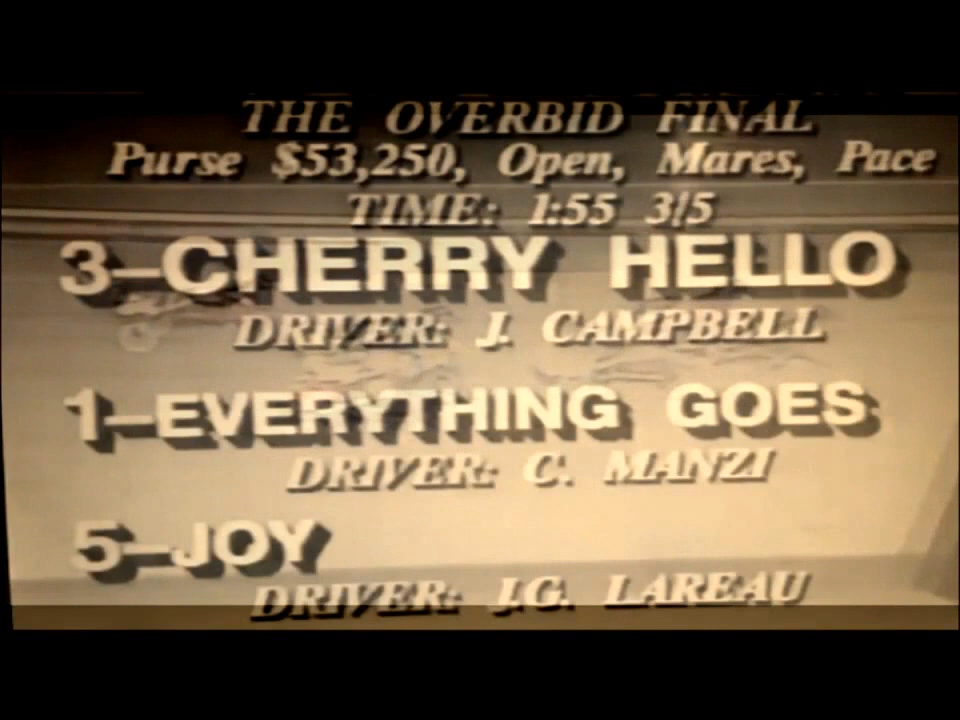 THE OVERBID FINAL
Purse $53,250, Open, Mares, Pace
TIME: 1:55 3/5
3-CHERRY HELLO
DRIVER: J. CAMPBELL
1-EVERYTHING GOES
DRIVER: C. MANZI
5-JOY
DRIVER: J.G. LAREAU